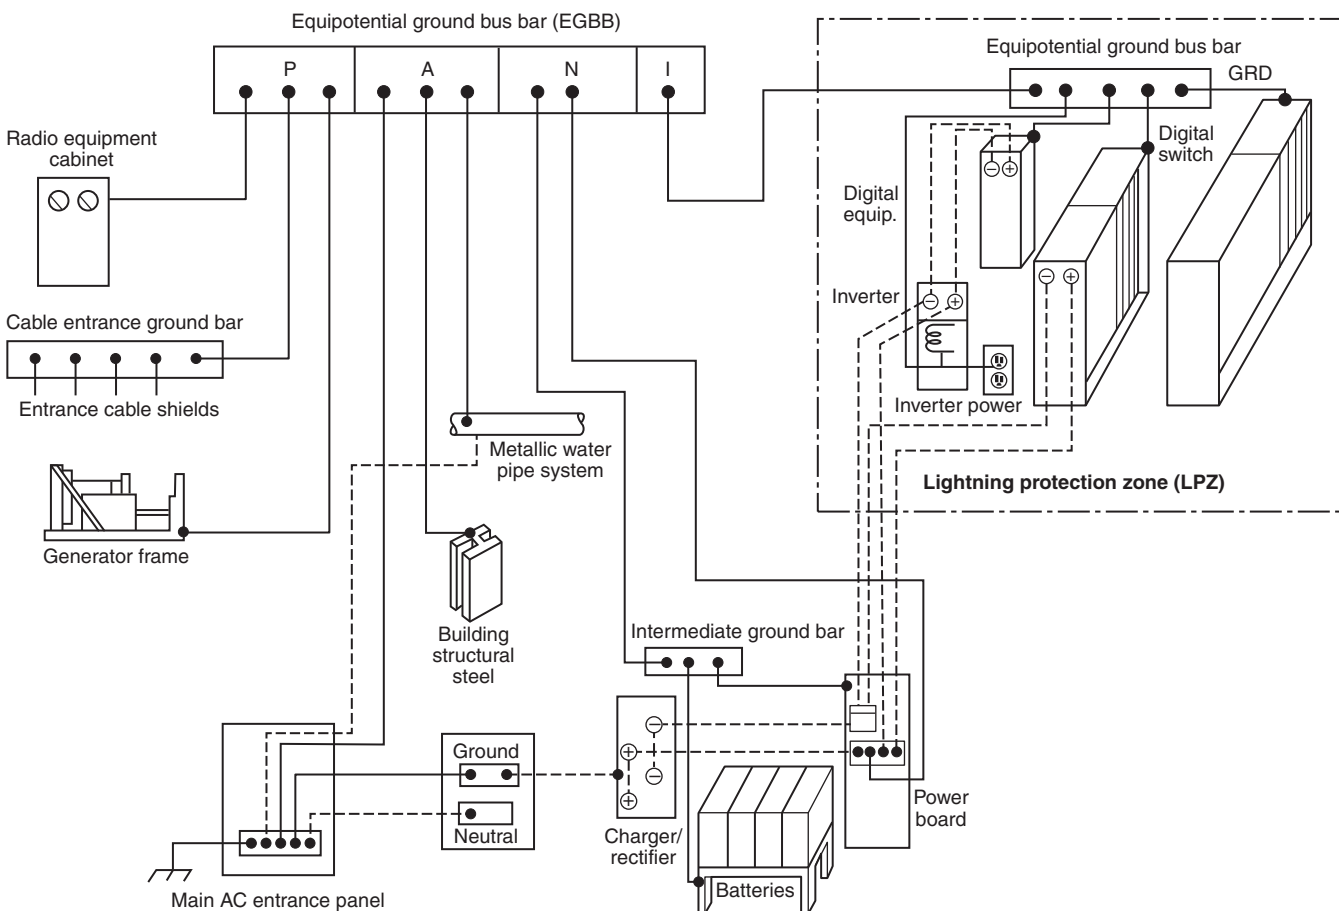 Equipotential ground bus bar (EGBB)
P
A
N
I
Equipotential ground bus bar
GRD
Radio equipment
cabinet
Digital
switch
Digital
equip.
Inverter
Inverter power
Cable entrance ground bar
Entrance cable shields
Metallic water
pipe system
Lightning protection zone (LPZ)
Generator frame
Building
structural
steel
Intermediate ground bar
Ground
Neutral
Charger/
rectifier
Batteries
Power
board
Main AC entrance panel